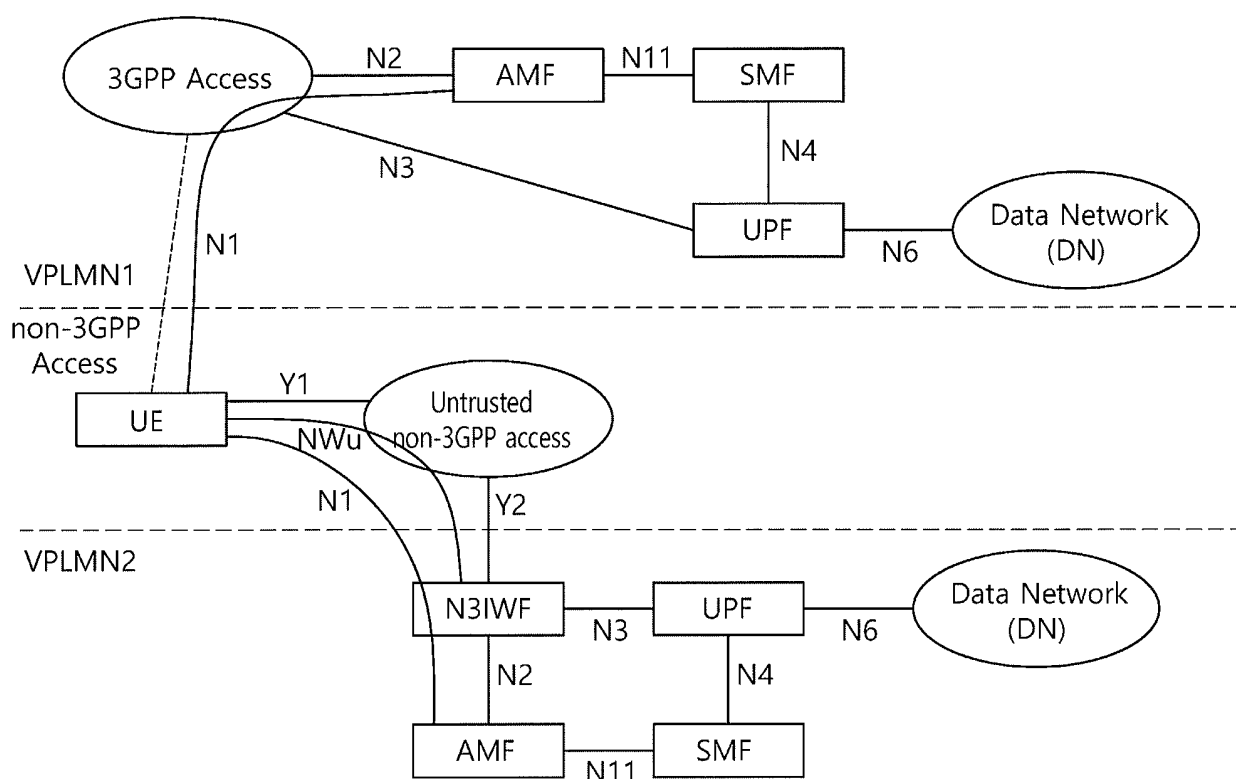 N2
N11
3GPP Access
AMF
SMF
N3
N4
Data Network
(DN)
UPF
N1
N6
VPLMN1
non-3GPP
Access
Y1
Untrusted
non-3GPP access
UE
NWu
N1
Y2
VPLMN2
Data Network
(DN)
N3IWF
UPF
N3
N6
N2
N4
AMF
SMF
N11